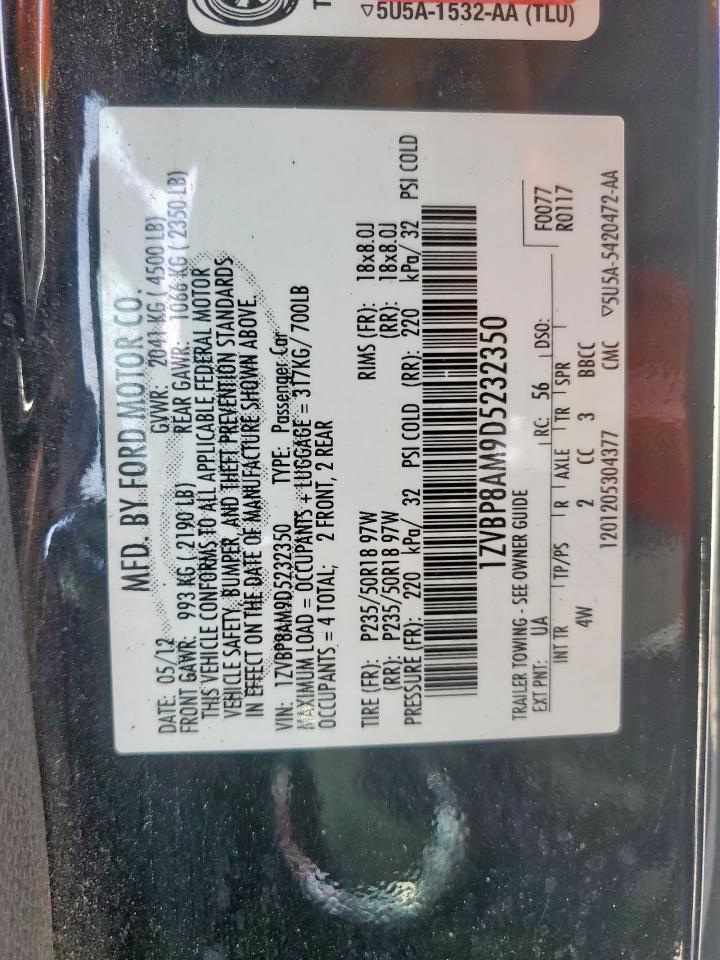 5U5A-1532-AA (TLU)
MFD. BY FORD MOTOR CO.
DATE: 05/12 GVWR: 2041 KG ( 4500 LB)
FRONT GAWR: 993 KG ( 2190 LB) REAR GAWR: 1066 KG ( 2350 LB)
THIS VEHICLE CONFORMS TO ALL APPLICABLE FEDERAL MOTOR
VEHICLE SAFETY, BUMPER, AND THEFT PREVENTION STANDARDS
IN EFFECT ON THE DATE OF MANUFACTURE SHOWN ABOVE.
VIN: 1ZVBP8AM9D5232350 TYPE: Passenger Car
MAXIMUM LOAD = OCCUPANTS + LUGGAGE = 317KG/ 700LB
OCCUPANTS = 4 TOTAL; 2 FRONT, 2 REAR
TIRE (FR): P235/50R18 97W RIMS (FR): 18x8.0J
(RR): P235/50R18 97W (RR): 18x8.0J
PRESSURE (FR): 220 kPa/ 32 PSI COLD (RR): 220 kPa/ 32 PSI COLD
1ZVBP8AM9D5232350
TRAILER TOWING - SEE OWNER GUIDE
EXT PNT: UA RC: 56 DSO: F0077
R0117
INT TR TP/PS R AXLE TR SPR
4W 2 CC 3 BBCC
1201205304377 CMC ▽5U5A-5420472-AA